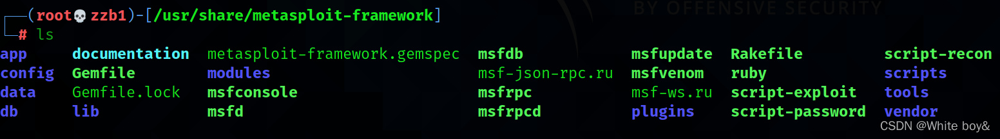 BY OFFENSIVE SECURITY
┌──(root💀zzb1)-[/usr/share/metasploit-framework]
└─# ls
app documentation metasploit-framework.gemspec msfdb msfupdate Rakefile script-recon
config Gemfile modules msf-json-rpc.ru msfvenom ruby scripts
data Gemfile.lock msfconsole msfrpc msf-ws.ru script-exploit tools
db lib msfd msfrpcd plugins script-password vendor
CSDN @White boy&